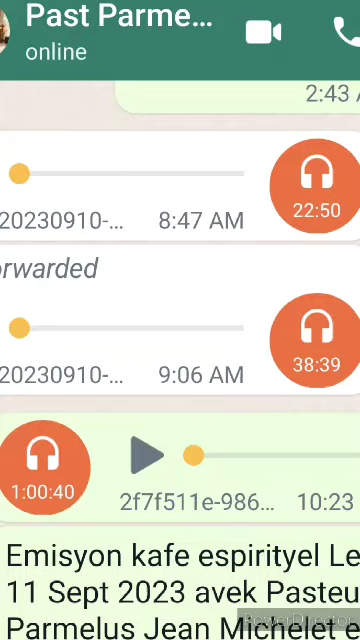 Past Parme...
online
2:43
20230910-... 8:47 AM
22:50
orwarded
20230910-... 9:06 AM
38:39
1:00:40
2f7f511e-986... 10:23
Emisyon kafe espirityel Le
11 Sept 2023 avek Pasteu
Parmelus Jean Michelet e
PowerDirector